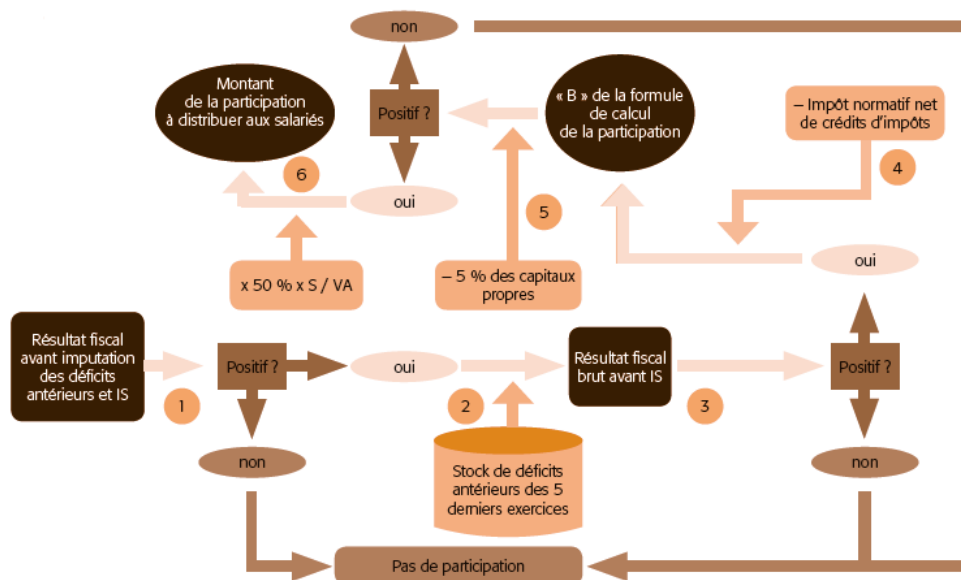 non
Montant
de la participation
à distribuer aux salariés
Positif ?
« B » de la formule
de calcul
de la participation
– Impôt normatif net
de crédits d'impôts
6
4
oui
5
oui
x 50 % x S / VA
– 5 % des capitaux
propres
Résultat fiscal
avant imputation
des déficits
antérieurs et IS
Positif ?
oui
Résultat fiscal
brut avant IS
Positif ?
1
2
3
non
Stock de déficits
antérieurs des 5
derniers exercices
non
Pas de participation